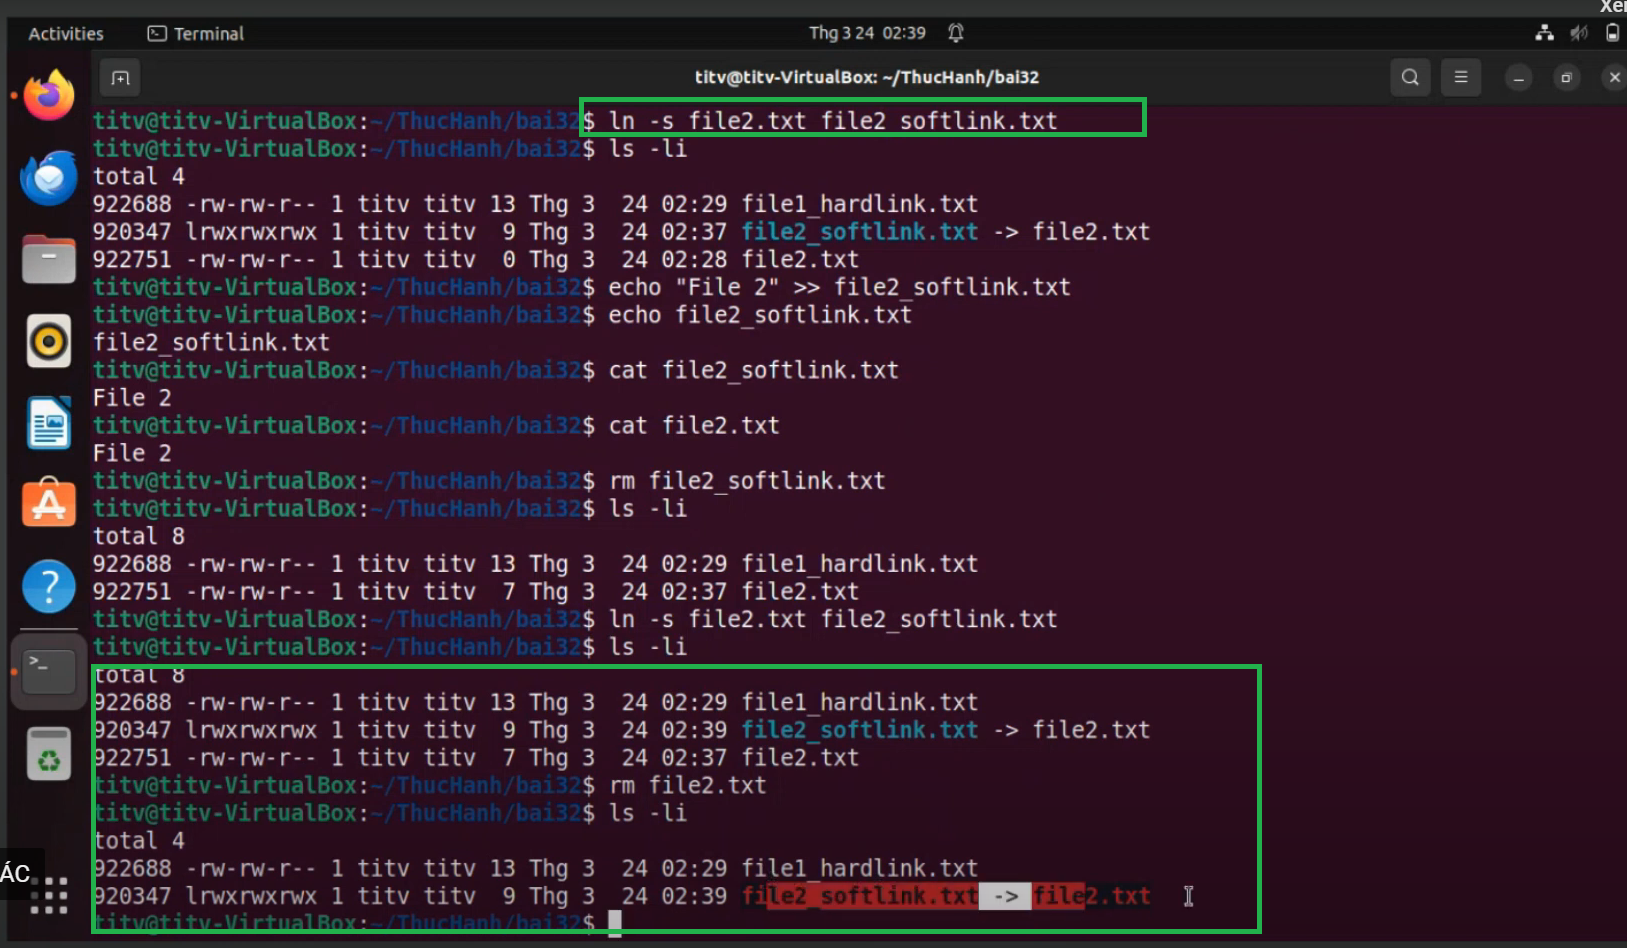 Xe
Activities Terminal Thg 3 24 02:39
titv@titv-VirtualBox: ~/ThucHanh/bai32
titv@titv-VirtualBox:~/ThucHanh/bai32$ ln -s file2.txt file2_softlink.txt
titv@titv-VirtualBox:~/ThucHanh/bai32$ ls -li
total 4
922688 -rw-rw-r-- 1 titv titv 13 Thg 3  24 02:29 file1_hardlink.txt
920347 lrwxrwxrwx 1 titv titv  9 Thg 3  24 02:37 file2_softlink.txt -> file2.txt
922751 -rw-rw-r-- 1 titv titv  0 Thg 3  24 02:28 file2.txt
titv@titv-VirtualBox:~/ThucHanh/bai32$ echo "File 2" >> file2_softlink.txt
titv@titv-VirtualBox:~/ThucHanh/bai32$ echo file2_softlink.txt
file2_softlink.txt
titv@titv-VirtualBox:~/ThucHanh/bai32$ cat file2_softlink.txt
File 2
titv@titv-VirtualBox:~/ThucHanh/bai32$ cat file2.txt
File 2
titv@titv-VirtualBox:~/ThucHanh/bai32$ rm file2_softlink.txt
titv@titv-VirtualBox:~/ThucHanh/bai32$ ls -li
total 8
922688 -rw-rw-r-- 1 titv titv 13 Thg 3  24 02:29 file1_hardlink.txt
922751 -rw-rw-r-- 1 titv titv  7 Thg 3  24 02:37 file2.txt
titv@titv-VirtualBox:~/ThucHanh/bai32$ ln -s file2.txt file2_softlink.txt
titv@titv-VirtualBox:~/ThucHanh/bai32$ ls -li
total 8
922688 -rw-rw-r-- 1 titv titv 13 Thg 3  24 02:29 file1_hardlink.txt
920347 lrwxrwxrwx 1 titv titv  9 Thg 3  24 02:39 file2_softlink.txt -> file2.txt
922751 -rw-rw-r-- 1 titv titv  7 Thg 3  24 02:37 file2.txt
titv@titv-VirtualBox:~/ThucHanh/bai32$ rm file2.txt
titv@titv-VirtualBox:~/ThucHanh/bai32$ ls -li
total 4
922688 -rw-rw-r-- 1 titv titv 13 Thg 3  24 02:29 file1_hardlink.txt
ÁC
920347 lrwxrwxrwx 1 titv titv  9 Thg 3  24 02:39 file2_softlink.txt -> file2.txt
titv@titv-VirtualBox:~/ThucHanh/bai32$